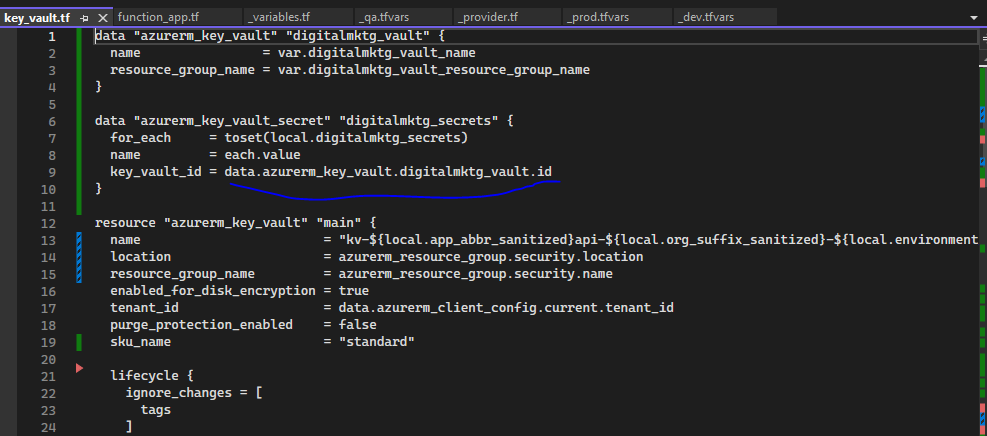 key_vault.tf function_app.tf _variables.tf _qa.tfvars _provider.tf _prod.tfvars _dev.tfvars
1 data "azurerm_key_vault" "digitalmktg_vault" {
2   name                = var.digitalmktg_vault_name
3   resource_group_name = var.digitalmktg_vault_resource_group_name
4 }
5
6 data "azurerm_key_vault_secret" "digitalmktg_secrets" {
7   for_each     = toset(local.digitalmktg_secrets)
8   name         = each.value
9   key_vault_id = data.azurerm_key_vault.digitalmktg_vault.id
10 }
11
12 resource "azurerm_key_vault" "main" {
13   name                        = "kv-${local.app_abbr_sanitized}api-${local.org_suffix_sanitized}-${local.environment
14   location                    = azurerm_resource_group.security.location
15   resource_group_name         = azurerm_resource_group.security.name
16   enabled_for_disk_encryption = true
17   tenant_id                   = data.azurerm_client_config.current.tenant_id
18   purge_protection_enabled    = false
19   sku_name                    = "standard"
20
21   lifecycle {
22     ignore_changes = [
23       tags
24     ]